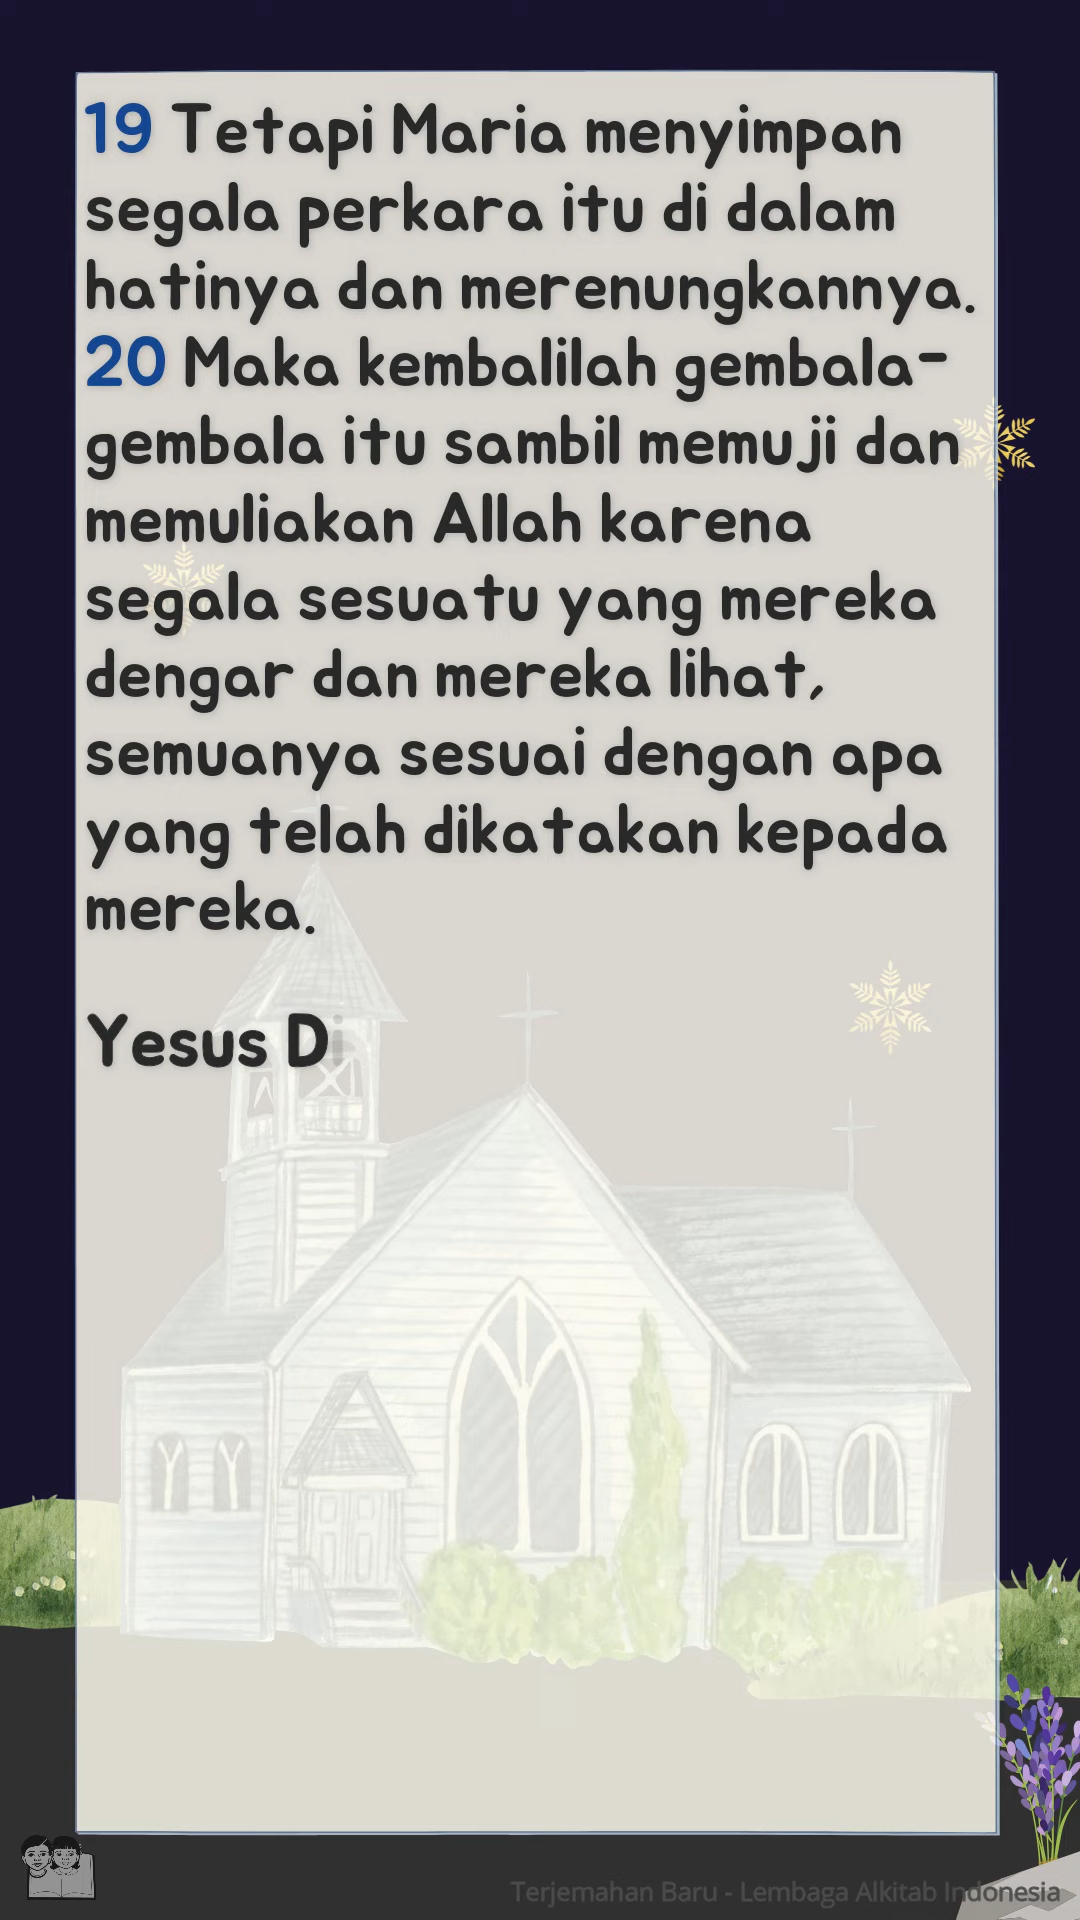 19 Tetapi Maria menyimpan
segala perkara itu di dalam
hatinya dan merenungkannya.
20 Maka kembalilah gembala-
gembala itu sambil memuji dan
memuliakan Allah karena
segala sesuatu yang mereka
dengar dan mereka lihat,
semuanya sesuai dengan apa
yang telah dikatakan kepada
mereka.
Yesus Di
Terjemahan Baru - Lembaga Alkitab Indonesia